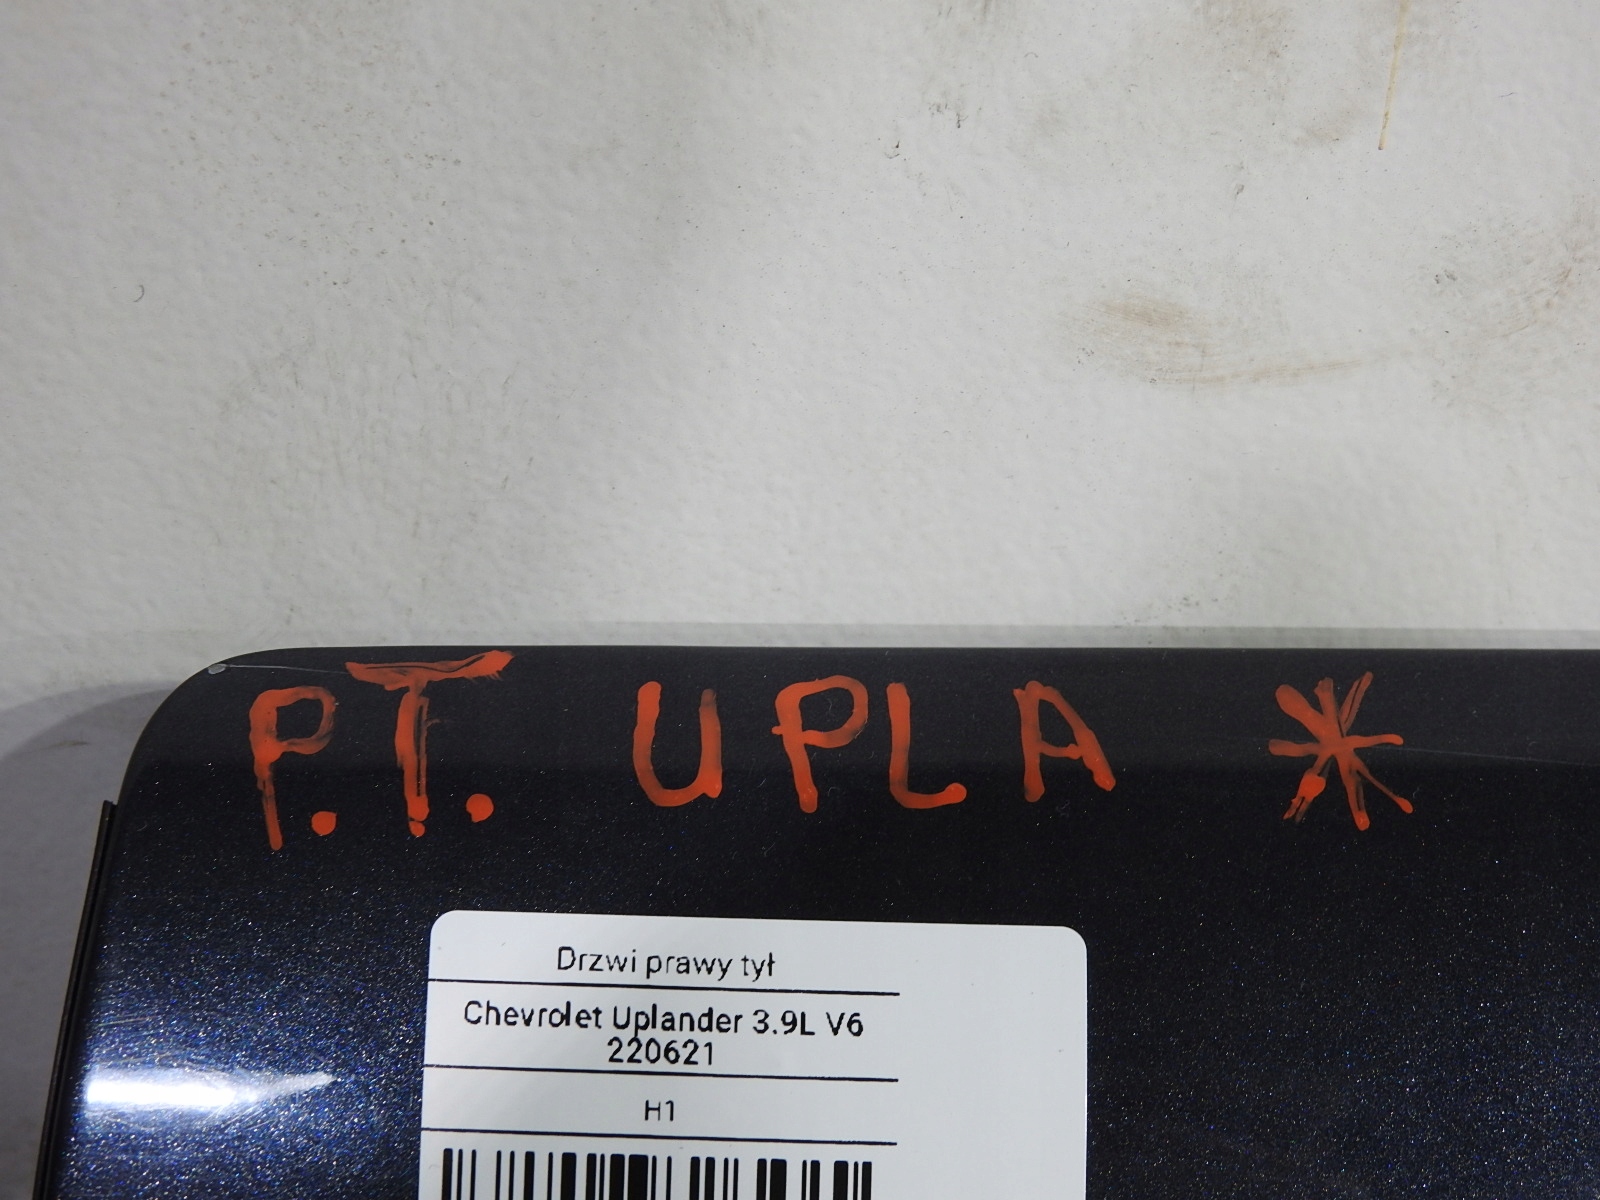 P.T. UPLA *
Drzwi prawy tył
Chevrolet Uplander 3.9L V6
220621
H1